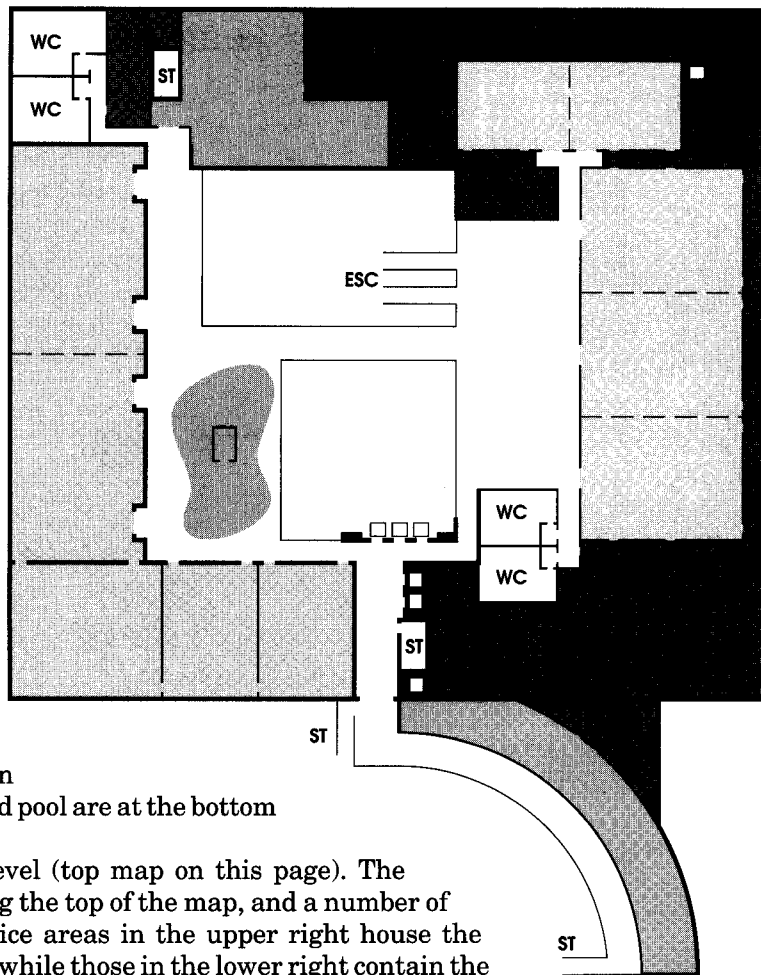 WC
ST
WC
ESC
WC
WC
ST
ST
n
d pool are at the bottom
evel (top map on this page). The
g the top of the map, and a number of
ice areas in the upper right house the
while those in the lower right contain the
ST